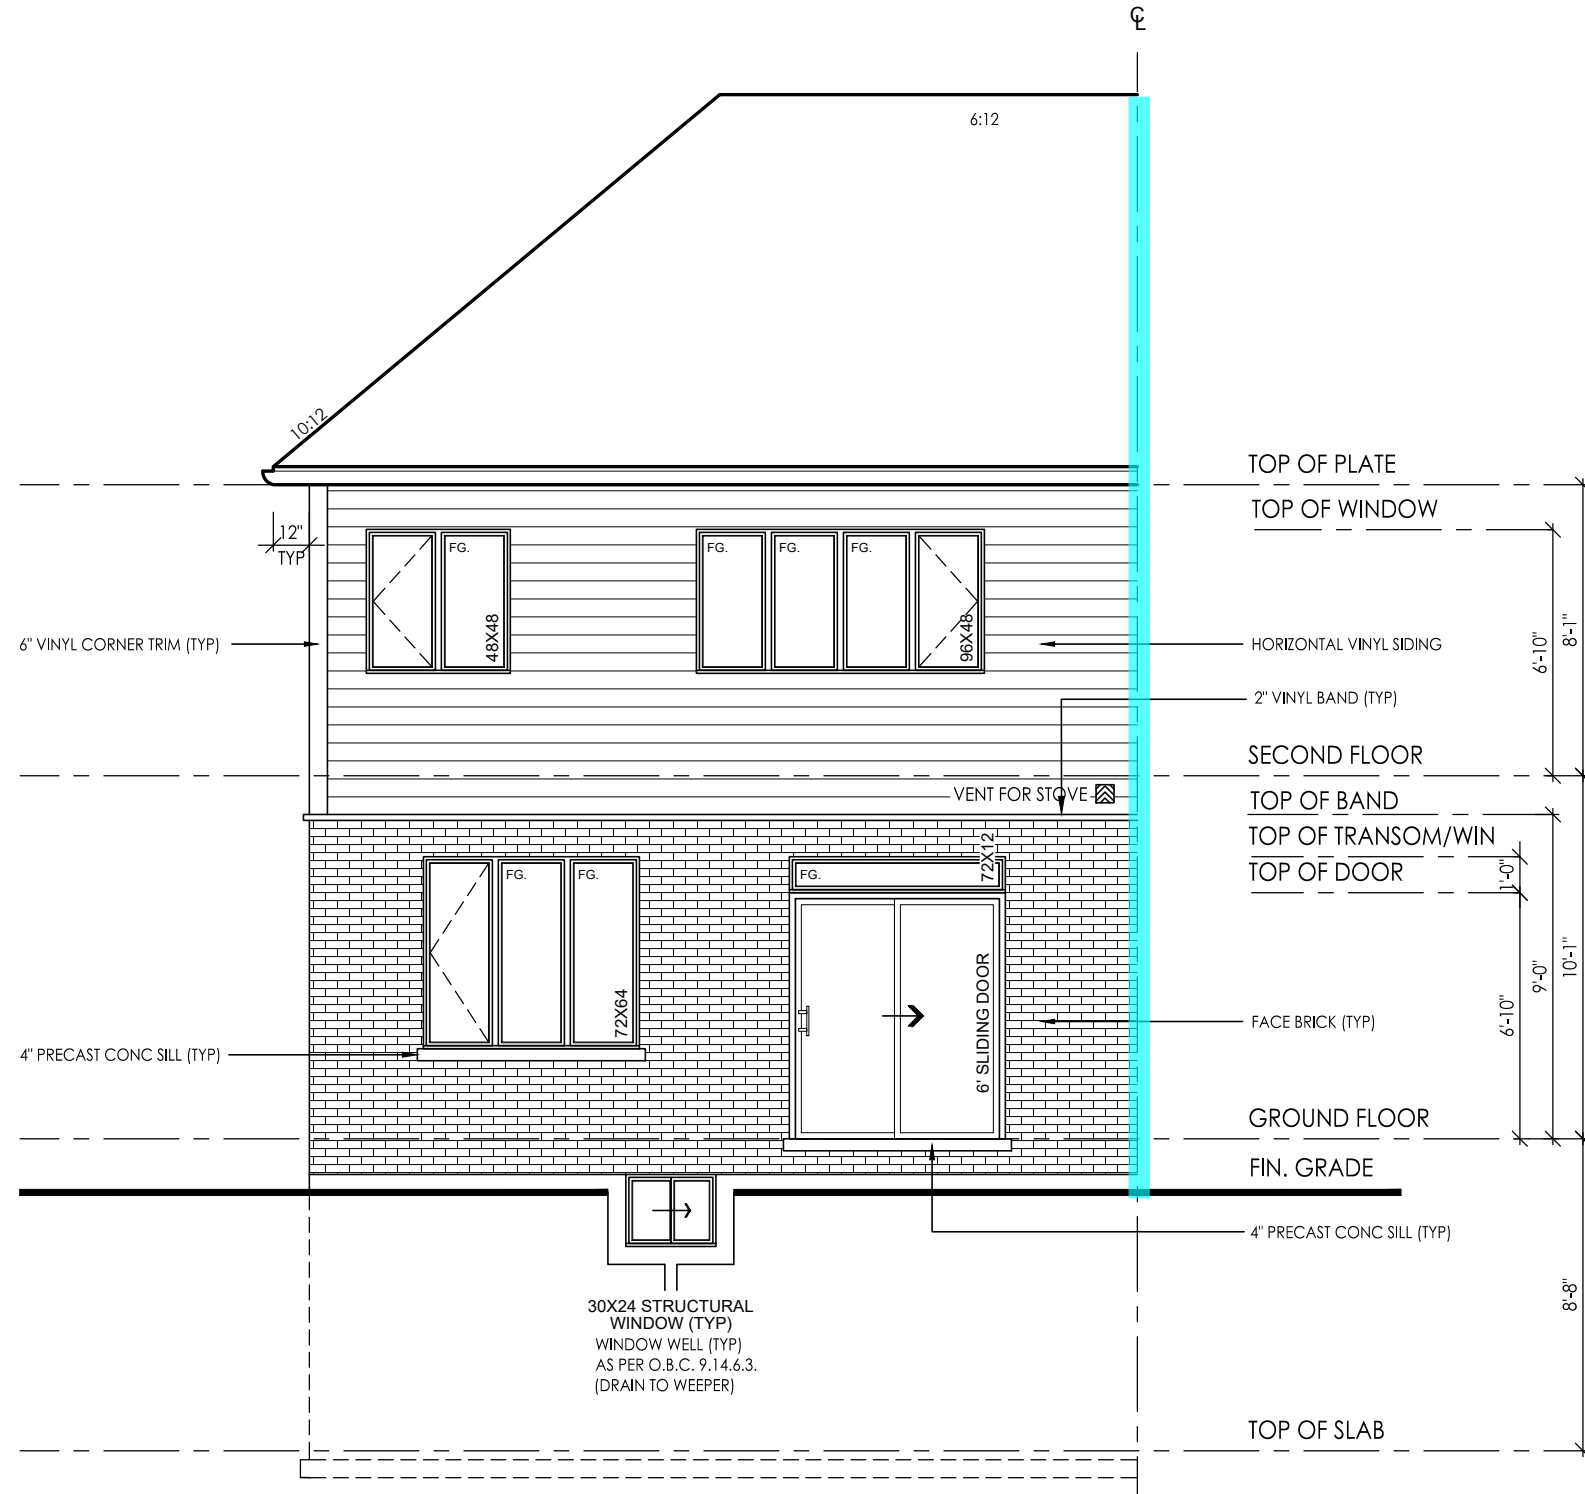 ℄
6:12
10:12
TOP OF PLATE
TOP OF WINDOW
12"
TYP
FG.
FG.
FG.
FG.
48X48
96X48
6" VINYL CORNER TRIM (TYP)
HORIZONTAL VINYL SIDING
6'-10"
8'-1"
2" VINYL BAND (TYP)
SECOND FLOOR
VENT FOR STOVE
TOP OF BAND
TOP OF TRANSOM/WIN
72X12
TOP OF DOOR
1'-0"
FG.
FG.
FG.
72X64
6' SLIDING DOOR
9'-0"
10'-1"
6'-10"
FACE BRICK (TYP)
4" PRECAST CONC SILL (TYP)
GROUND FLOOR
FIN. GRADE
4" PRECAST CONC SILL (TYP)
8'-8"
30X24 STRUCTURAL
WINDOW (TYP)
WINDOW WELL (TYP)
AS PER O.B.C. 9.14.6.3.
(DRAIN TO WEEPER)
TOP OF SLAB